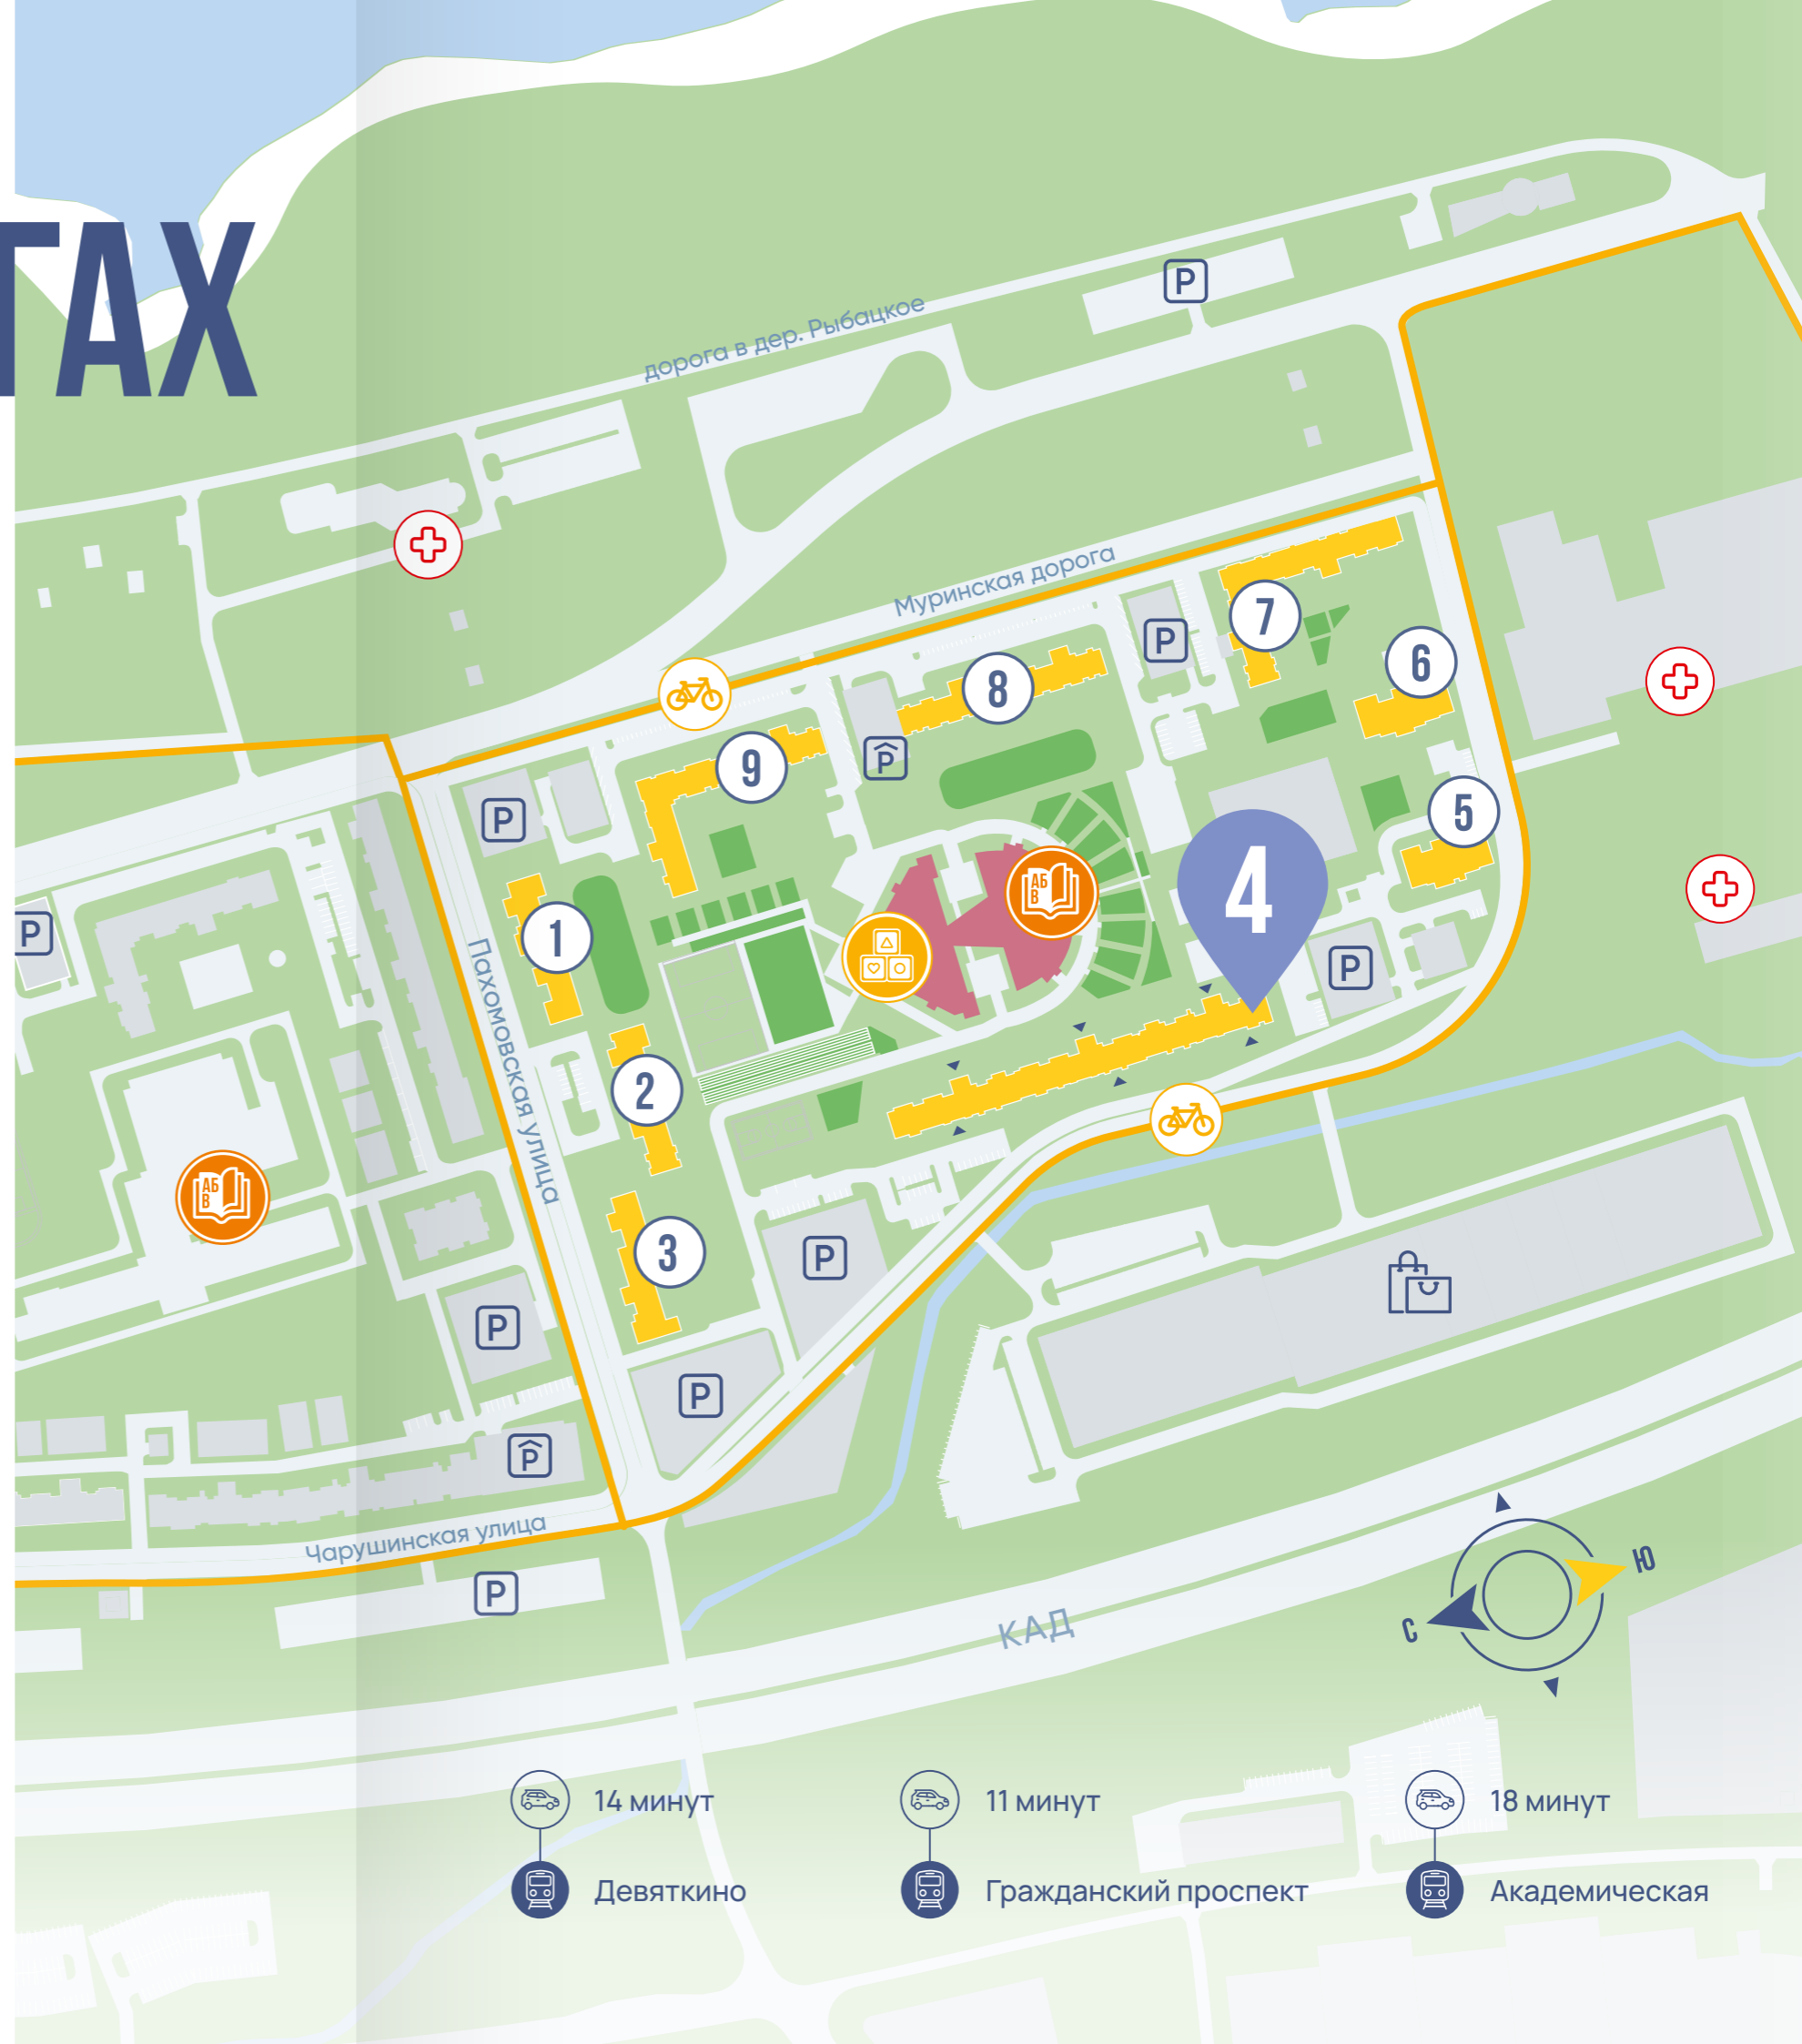 ТАХ
дорога в дер. Рыбацкое
P
Муринская дорога
7
P
6
8
9
P
P
5
4
АБ
В
P
1
P
P
Пахомовская улица
2
АБ
В
3
P
P
P
P
Чарушинская улица
P
КАД
Ю
С
14 минут
11 минут
18 минут
Девяткино
Гражданский проспект
Академическая